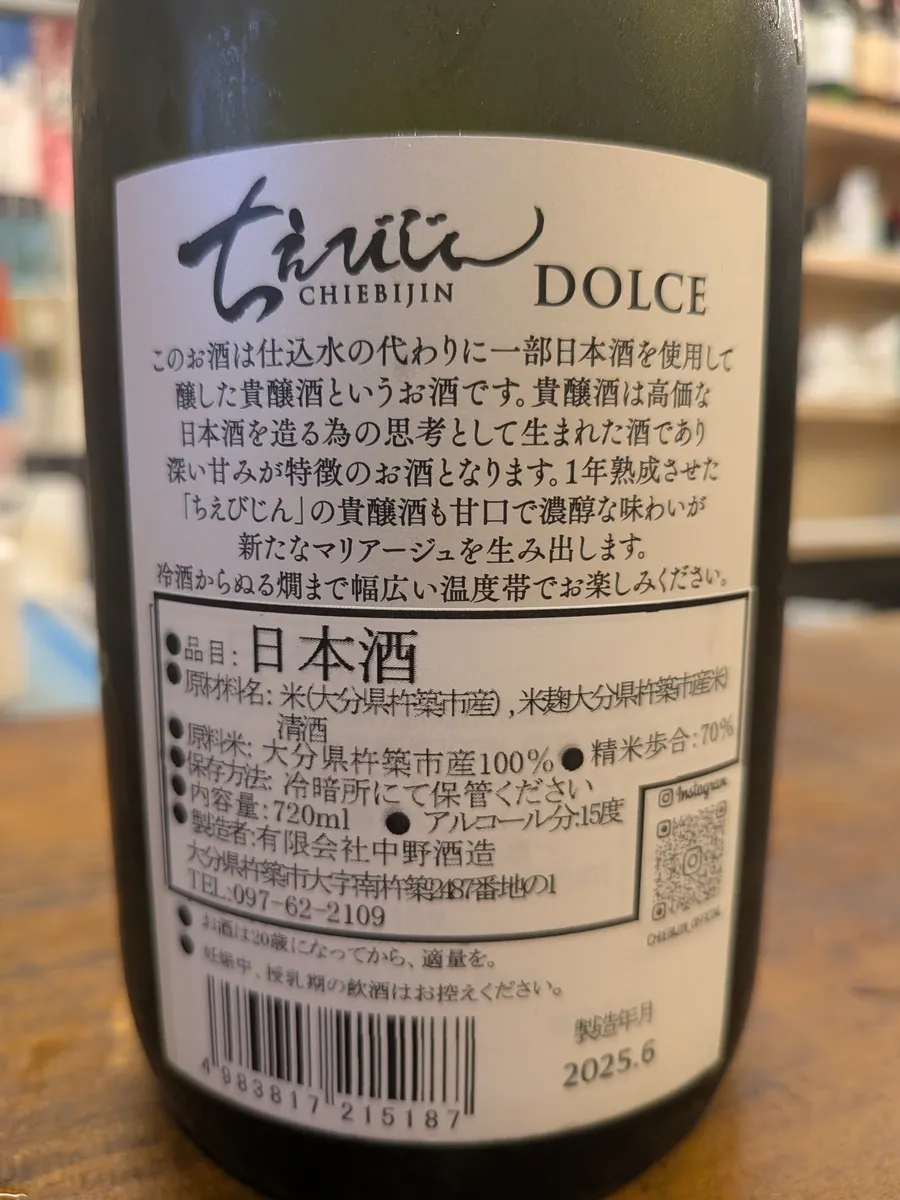 ちえびじん
CHIEBIJIN DOLCE
このお酒は仕込水の代わりに一部日本酒を使用して
醸した貴醸酒というお酒です。貴醸酒は高価な
日本酒を造る為の思考として生まれた酒であり
深い甘みが特徴のお酒となります。1年熟成させた
「ちえびじん」の貴醸酒も甘口で濃醇な味わいが
新たなマリアージュを生み出します。
冷酒からぬる燗まで幅広い温度帯でお楽しみください。
●品目:日本酒
●原材料名:米(大分県杵築市産),米麹大分県杵築市産米)
清酒
●原料米:大分県杵築市産100% ●精米歩合:70%
●保存方法:冷暗所にて保管ください
●内容量:720ml ●アルコール分:15度
●製造者:有限会社中野酒造
大分県杵築市大字南杵築2487番地の1
TEL:097-62-2109
Instagram
CHIEBIJIN_OFFICIAL
●お酒は20歳になってから、適量を。
●妊娠中、授乳期の飲酒はお控えください。
製造年月
2025.6
4 983817 215187